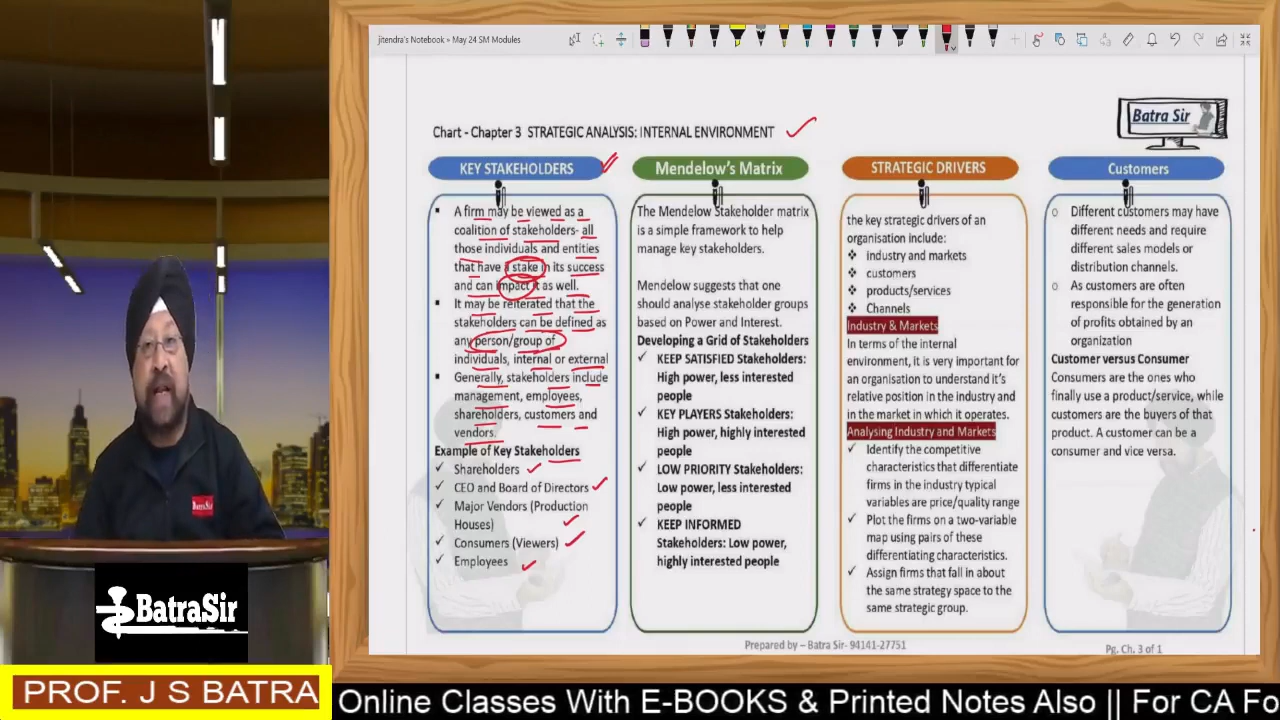 jitendra's Notebook » May 24 SM Modules
Batra Sir
Chart - Chapter 3 STRATEGIC ANALYSIS: INTERNAL ENVIRONMENT
KEY STAKEHOLDERS
▪ A firm may be viewed as a
coalition of stakeholders- all
those individuals and entities
that have a stake in its success
and can impact it as well.
▪ It may be reiterated that the
stakeholders can be defined as
any person/group of
individuals, internal or external
▪ Generally, stakeholders include
management, employees,
shareholders, customers and
vendors.
Example of Key Stakeholders
✓ Shareholders
✓ CEO and Board of Directors
✓ Major Vendors (Production
Houses)
✓ Consumers (Viewers)
✓ Employees
Mendelow's Matrix
The Mendelow Stakeholder matrix
is a simple framework to help
manage key stakeholders.
Mendelow suggests that one
should analyse stakeholder groups
based on Power and Interest.
Developing a Grid of Stakeholders
✓ KEEP SATISFIED Stakeholders:
High power, less interested
people
✓ KEY PLAYERS Stakeholders:
High power, highly interested
people
✓ LOW PRIORITY Stakeholders:
Low power, less interested
people
✓ KEEP INFORMED
Stakeholders: Low power,
highly interested people
STRATEGIC DRIVERS
the key strategic drivers of an
organisation include:
❖ industry and markets
❖ customers
❖ products/services
❖ Channels
Industry & Markets
In terms of the internal
environment, it is very important for
an organisation to understand it's
relative position in the industry and
in the market in which it operates.
Analysing Industry and Markets
✓ Identify the competitive
characteristics that differentiate
firms in the industry typical
variables are price/quality range
✓ Plot the firms on a two-variable
map using pairs of these
differentiating characteristics.
✓ Assign firms that fall in about
the same strategy space to the
same strategic group.
Customers
o Different customers may have
different needs and require
different sales models or
distribution channels.
o As customers are often
responsible for the generation
of profits obtained by an
organization
Customer versus Consumer
Consumers are the ones who
finally use a product/service, while
customers are the buyers of that
product. A customer can be a
consumer and vice versa.
Prepared by – Batra Sir- 94141-27751
Pg. Ch. 3 of 1
BatraSir
BatraSir
PROF. J S BATRA
Online Classes With E-BOOKS & Printed Notes Also || For CA Fo